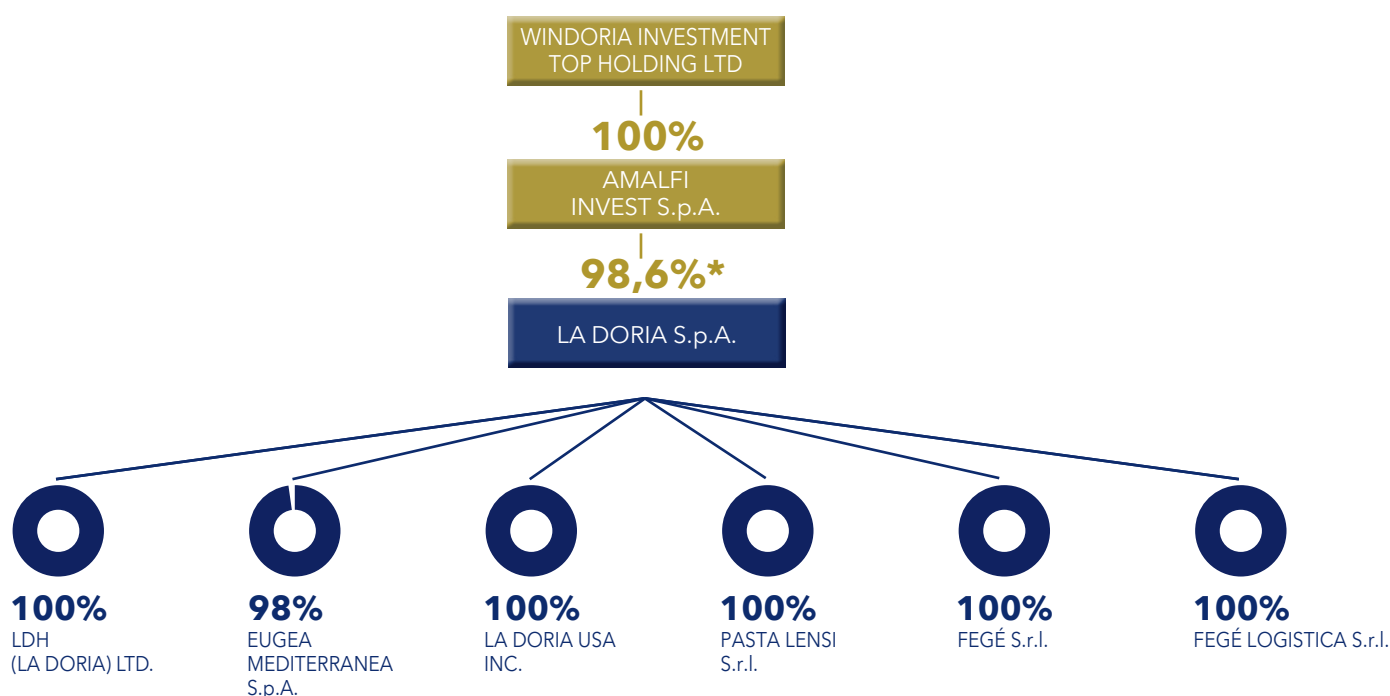 WINDORIA INVESTMENT
TOP HOLDING LTD
100%
AMALFI
INVEST S.p.A.
98,6%*
LA DORIA S.p.A.
100%
LDH
(LA DORIA) LTD.
98%
EUGEA
MEDITERRANEA
S.p.A.
100%
LA DORIA USA
INC.
100%
PASTA LENSI
S.r.l.
100%
FEGÉ S.r.l.
100%
FEGÉ LOGISTICA S.r.l.